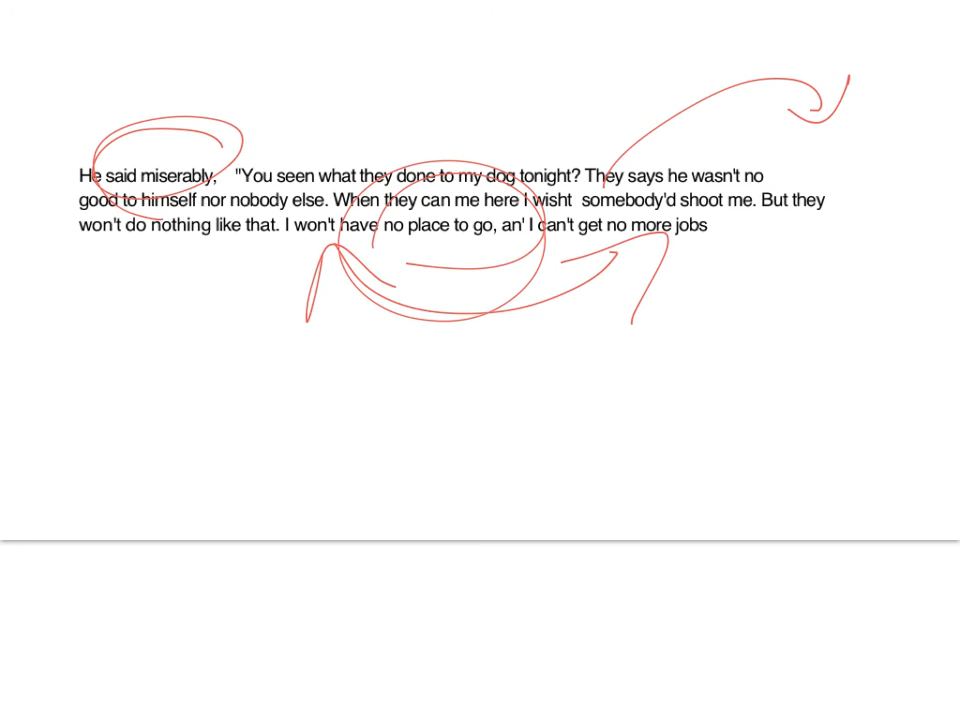 He said miserably, "You seen what they done to my dog tonight? They says he wasn't no
good to himself nor nobody else. When they can me here I wisht somebody'd shoot me. But they
won't do nothing like that. I won't have no place to go, an' I can't get no more jobs